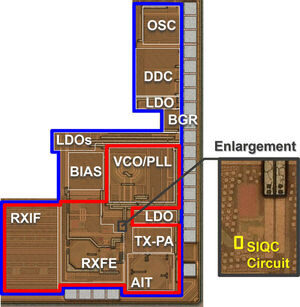 OSC
DDC
LDO
BGR
LDOs
Enlargement
VCO/PLL
BIAS
RXIF
LDO
TX-PA
SIQC
Circuit
RXFE
AIT